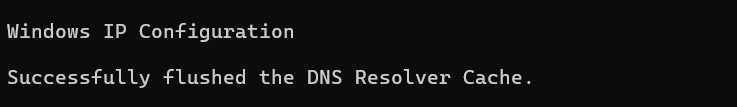 Windows IP Configuration
Successfully flushed the DNS Resolver Cache.